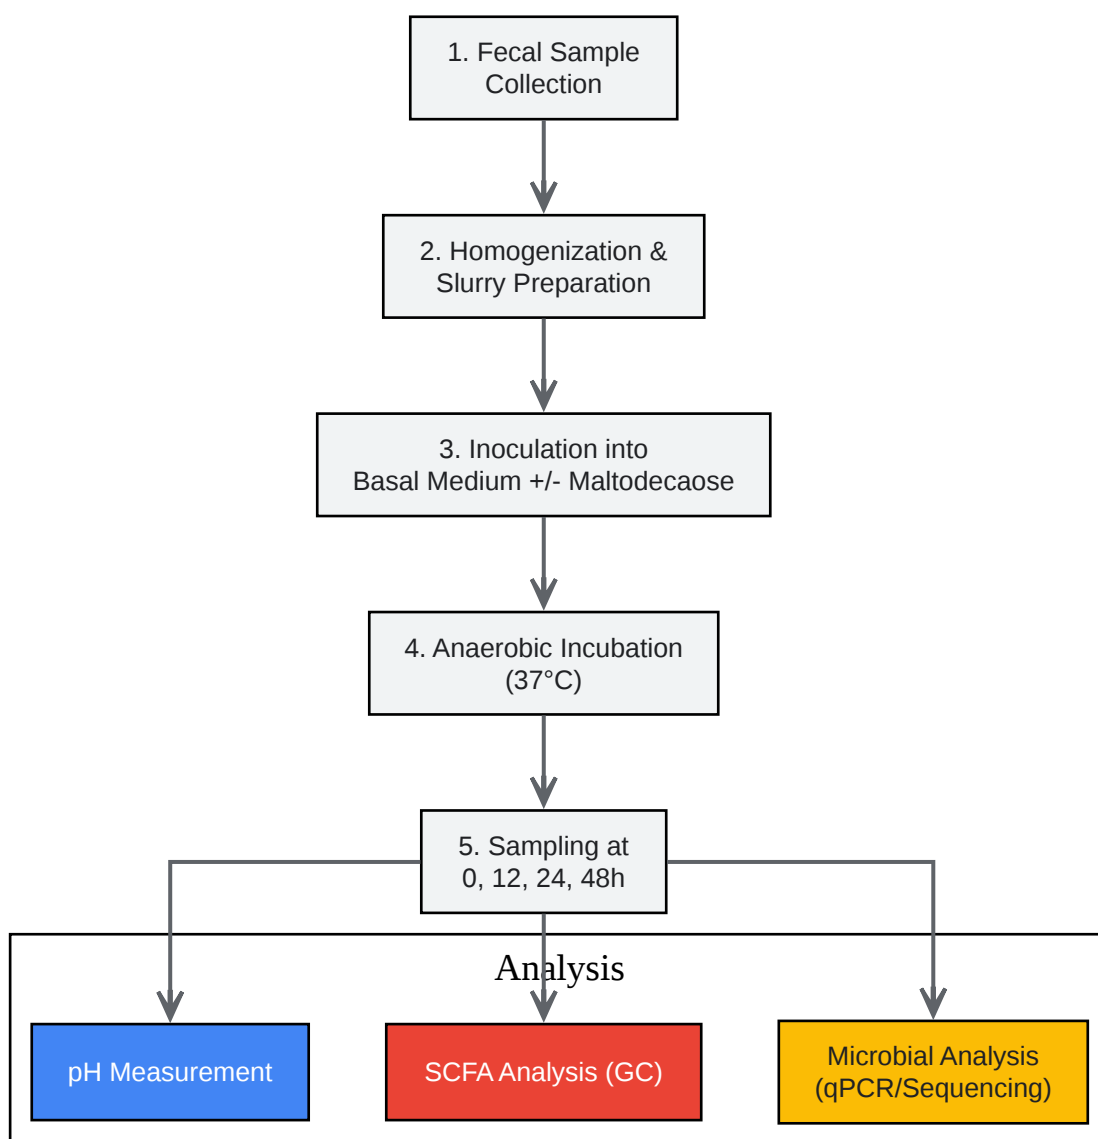 1. Fecal Sample
Collection
2. Homogenization &
Slurry Preparation
3. Inoculation into
Basal Medium +/- Maltodecaose
4. Anaerobic Incubation
(37°C)
5. Sampling at
0, 12, 24, 48h
Analysis
pH Measurement
SCFA Analysis (GC)
Microbial Analysis
(qPCR/Sequencing)